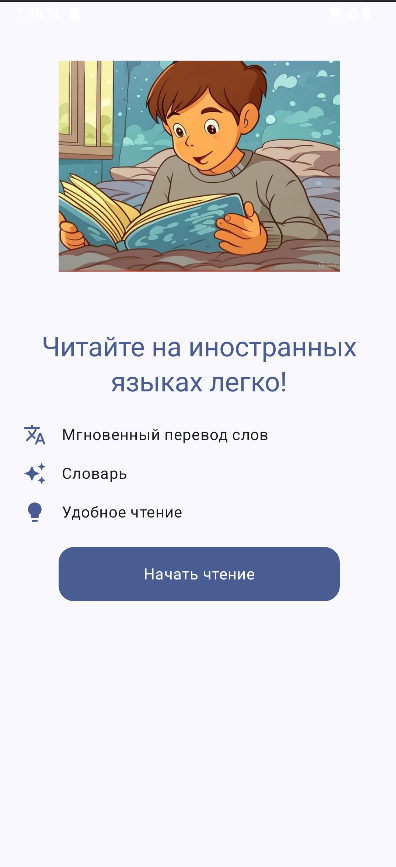 Читайте на иностранных
языках легко!
Мгновенный перевод слов
Словарь
Удобное чтение
Начать чтение